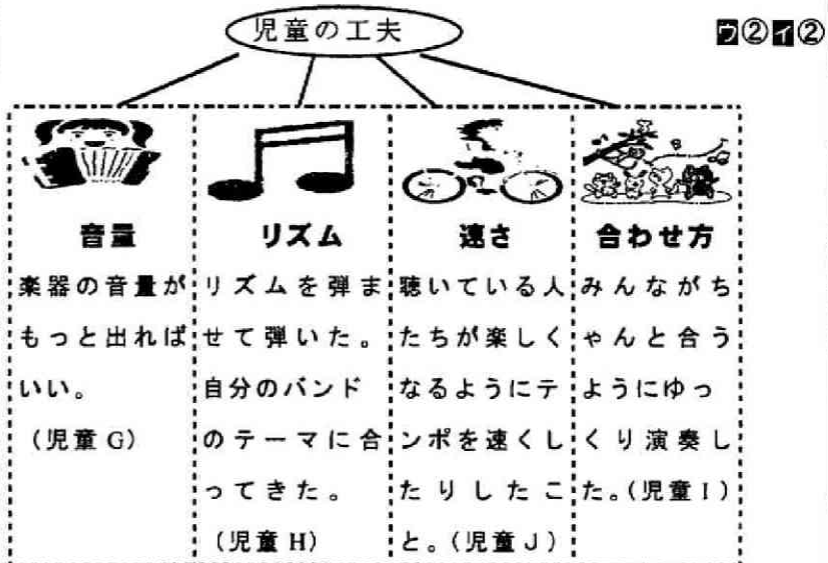 児童の工夫
ウ②イ②
音量
楽器の音量が
もっと出れば
いい。
(児童G)
リズム
リズムを弾ま
せて弾いた。
自分のバンド
のテーマに合
ってきた。
(児童H)
速さ
聴いている人
たちが楽しく
なるようにテ
ンポを速くし
たりしたこ
と。(児童J)
合わせ方
みんながち
ゃんと合う
ようにゆっ
くり演奏し
た。(児童I)